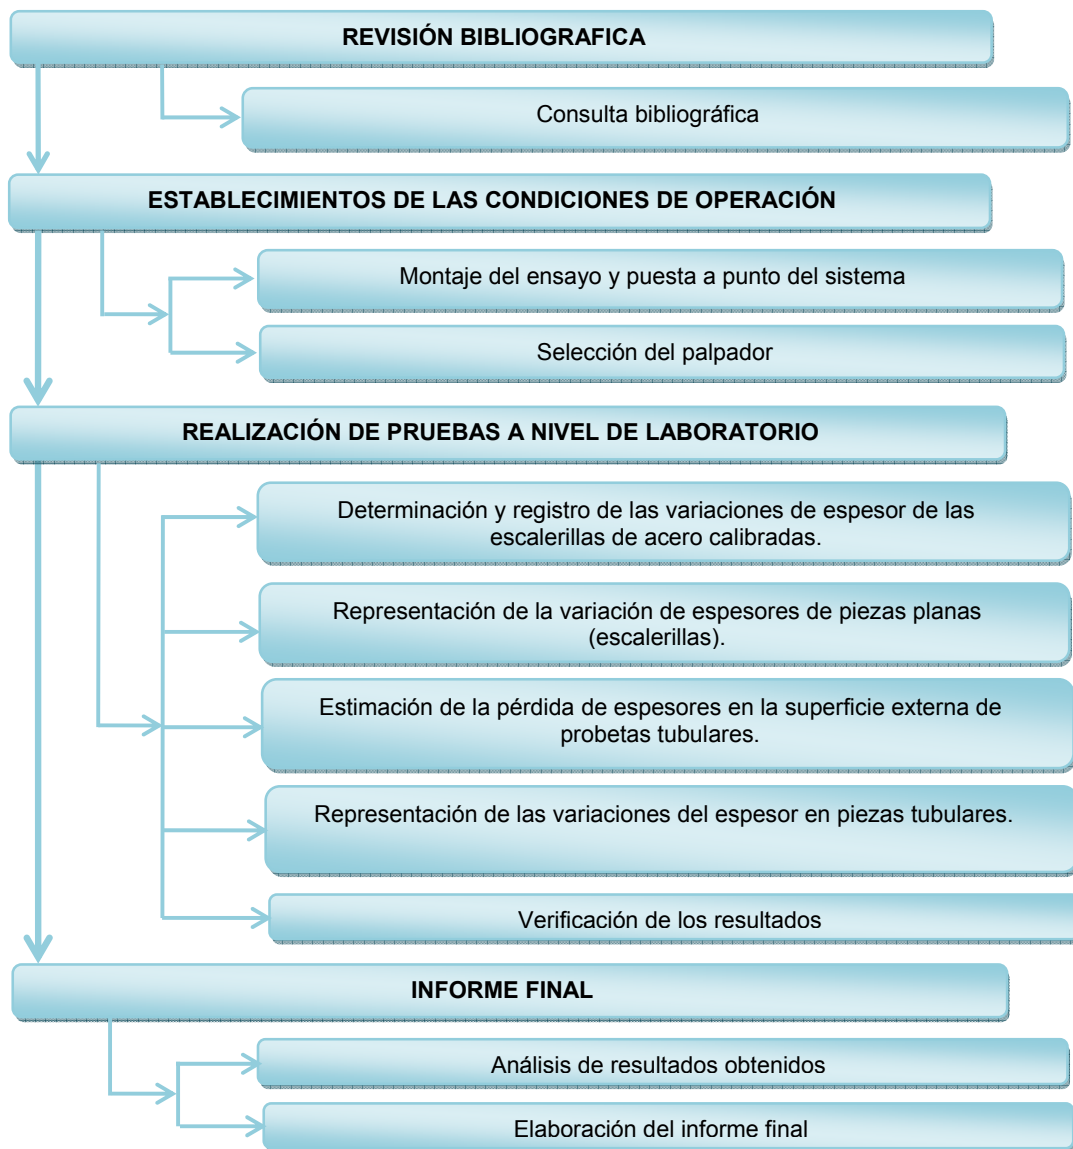 REVISIÓN BIBLIOGRAFICA
Consulta bibliográfica
ESTABLECIMIENTOS DE LAS CONDICIONES DE OPERACIÓN
Montaje del ensayo y puesta a punto del sistema
Selección del palpador
REALIZACIÓN DE PRUEBAS A NIVEL DE LABORATORIO
Determinación y registro de las variaciones de espesor de las
escalerillas de acero calibradas.
Representación de la variación de espesores de piezas planas
(escalerillas).
Estimación de la pérdida de espesores en la superficie externa de
probetas tubulares.
Representación de las variaciones del espesor en piezas tubulares.
Verificación de los resultados
INFORME FINAL
Análisis de resultados obtenidos
Elaboración del informe final